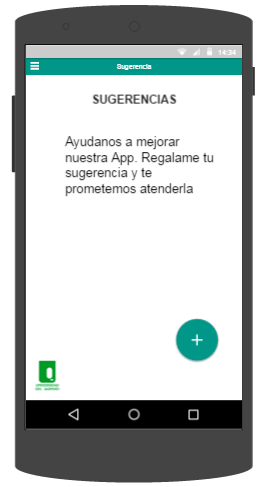 14:34
Sugerencia
SUGERENCIAS
Ayudanos a mejorar
nuestra App. Regalame tu
sugerencia y te
prometemos atenderla